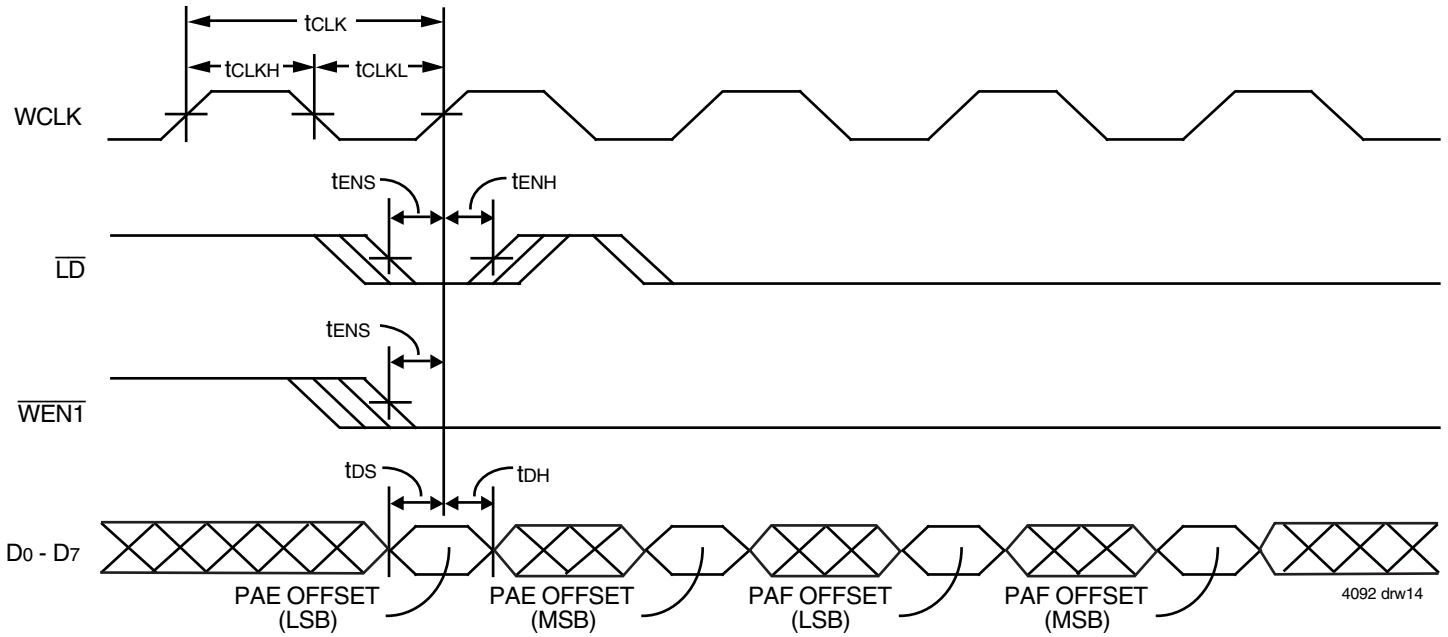 tCLK
tCLKH
tCLKL
WCLK
tENS
tENH
LD
tENS
WEN1
tDS
tDH
D0 - D7
PAE OFFSET
(LSB)
PAE OFFSET
(MSB)
PAF OFFSET
(LSB)
PAF OFFSET
(MSB)
4092 drw14